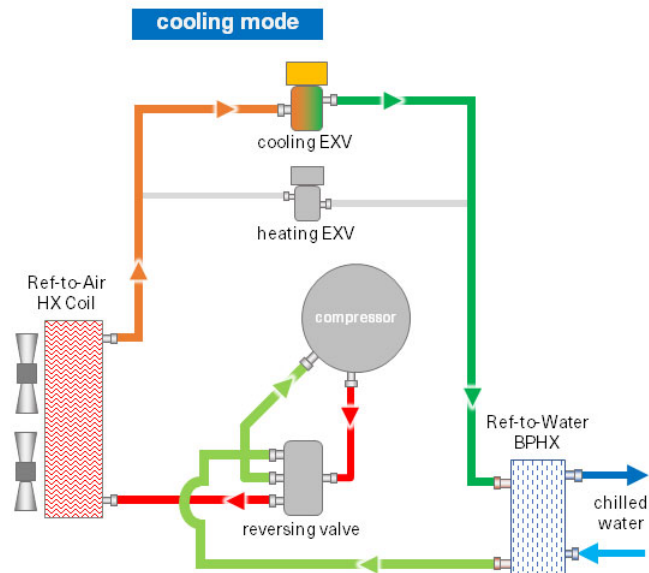 cooling mode
cooling EXV
heating EXV
Ref-to-Air
HX Coil
compressor
Ref-to-Water
BPHX
chilled
water
reversing valve